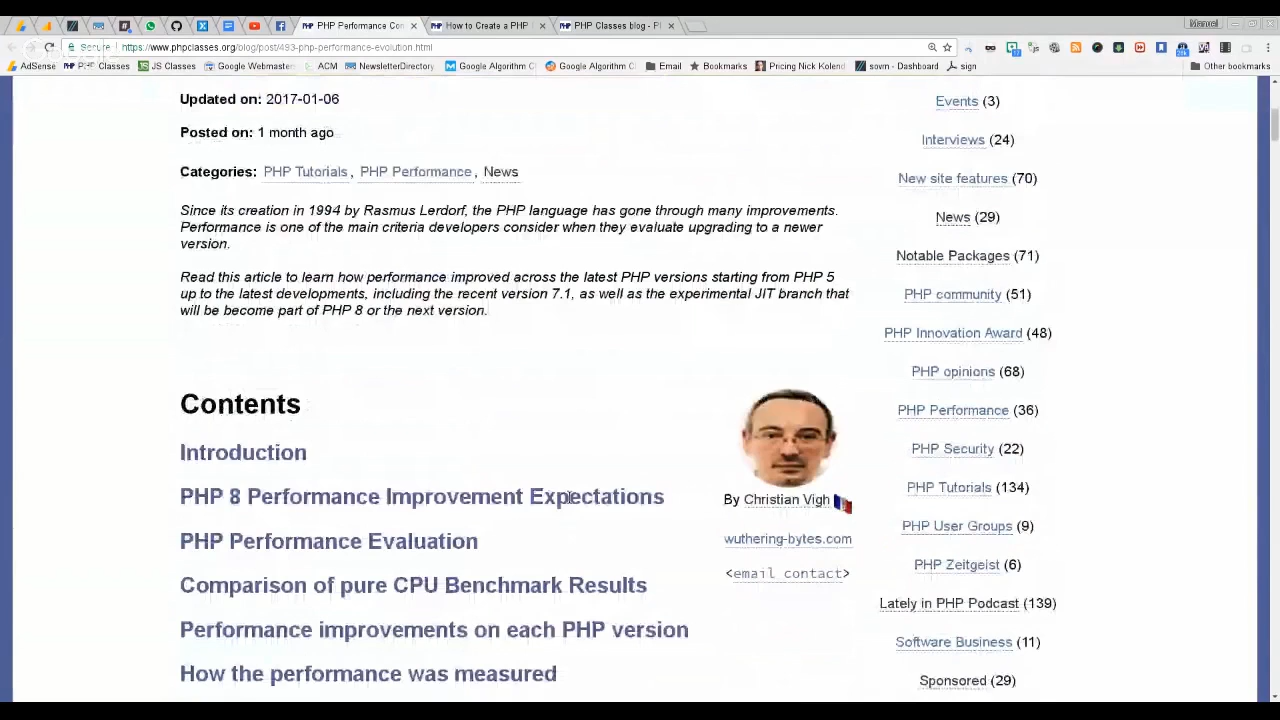 PHP Performance Con
How to Create a PHP
PHP Classes blog - P
Manuel
Secure
https://www.phpclasses.org/blog/post/493-php-performance-evolution.html
AdSense
PHP Classes
JS Classes
Google Webmaster
ACM
NewsletterDirectory
Google Algorithm C
Google Algorithm C
Email
Bookmarks
Pricing Nick Kolend
sovrn - Dashboard
sign
Other bookmarks
Updated on: 2017-01-06
Posted on: 1 month ago
Categories: PHP Tutorials, PHP Performance, News
Since its creation in 1994 by Rasmus Lerdorf, the PHP language has gone through many improvements.
Performance is one of the main criteria developers consider when they evaluate upgrading to a newer
version.
Read this article to learn how performance improved across the latest PHP versions starting from PHP 5
up to the latest developments, including the recent version 7.1, as well as the experimental JIT branch that
will be become part of PHP 8 or the next version.
Contents
Introduction
PHP 8 Performance Improvement Expectations
PHP Performance Evaluation
Comparison of pure CPU Benchmark Results
Performance improvements on each PHP version
How the performance was measured
By Christian Vigh
wuthering-bytes.com
<email contact>
Events (3)
Interviews (24)
New site features (70)
News (29)
Notable Packages (71)
PHP community (51)
PHP Innovation Award (48)
PHP opinions (68)
PHP Performance (36)
PHP Security (22)
PHP Tutorials (134)
PHP User Groups (9)
PHP Zeitgeist (6)
Lately in PHP Podcast (139)
Software Business (11)
Sponsored (29)